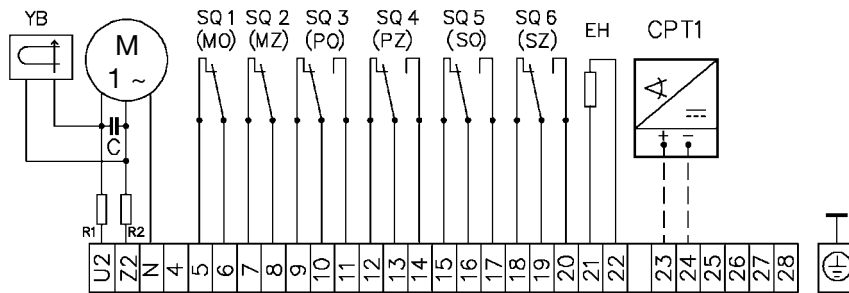 YB
M
1 ~
C
R1
R2
SQ 1
(MO)
SQ 2
(MZ)
SQ 3
(PO)
SQ 4
(PZ)
SQ 5
(SO)
SQ 6
(SZ)
EH
CPT1
+ −
U2 Z2 N 4 5 6 7 8 9 10 11 12 13 14 15 16 17 18 19 20 21 22 23 24 25 26 27 28